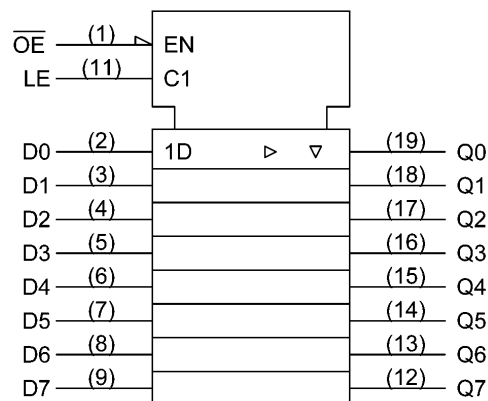 O̅E̅ (1) EN
LE (11) C1
D0 (2) 1D (19) Q0
D1 (3) (18) Q1
D2 (4) (17) Q2
D3 (5) (16) Q3
D4 (6) (15) Q4
D5 (7) (14) Q5
D6 (8) (13) Q6
D7 (9) (12) Q7